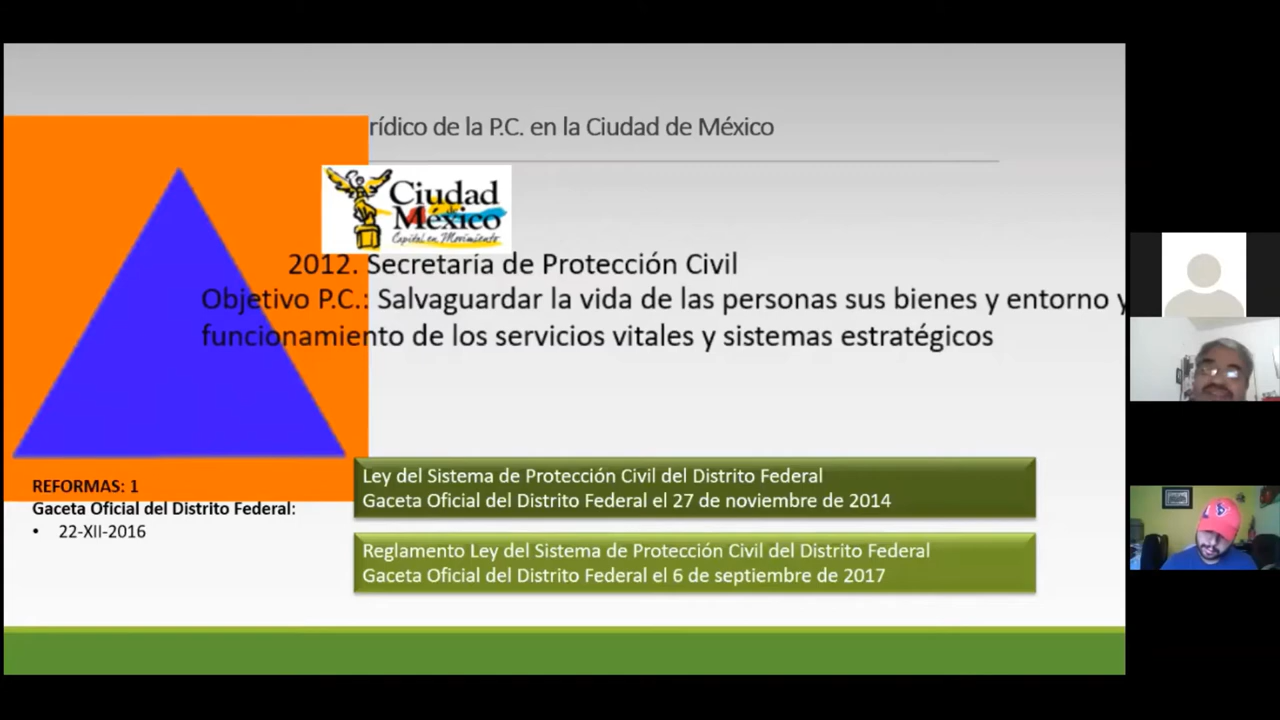 rídico de la P.C. en la Ciudad de México
Ciudad
de
México
Capital en Movimiento
2012. Secretaría de Protección Civil
Objetivo P.C.: Salvaguardar la vida de las personas sus bienes y entorno y
funcionamiento de los servicios vitales y sistemas estratégicos
Ley del Sistema de Protección Civil del Distrito Federal
Gaceta Oficial del Distrito Federal el 27 de noviembre de 2014
REFORMAS: 1
Gaceta Oficial del Distrito Federal:
• 22-XII-2016
Reglamento Ley del Sistema de Protección Civil del Distrito Federal
Gaceta Oficial del Distrito Federal el 6 de septiembre de 2017